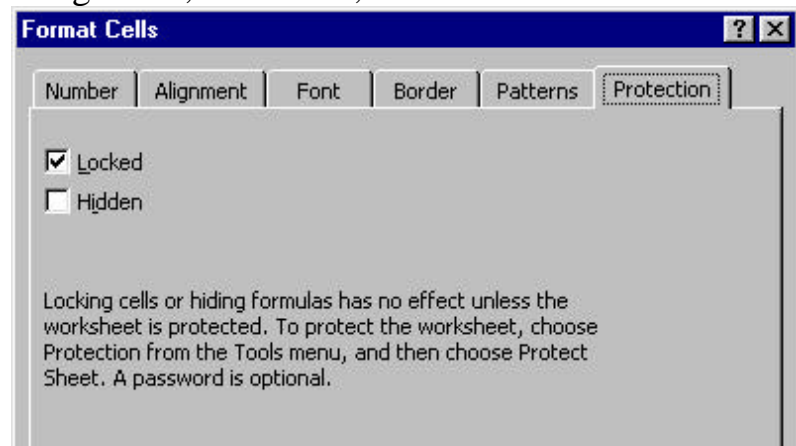 Format Cells ? ×
Number Alignment Font Border Patterns Protection
Locked
Hidden
Locking cells or hiding formulas has no effect unless the
worksheet is protected. To protect the worksheet, choose
Protection from the Tools menu, and then choose Protect
Sheet. A password is optional.